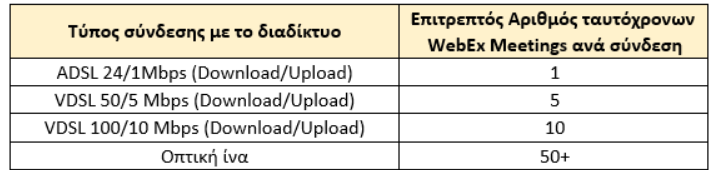 Τύπος σύνδεσης με το διαδίκτυο
Επιτρεπτός Αριθμός ταυτόχρονων
WebEx Meetings ανά σύνδεση
ADSL 24/1Mbps (Download/Upload) 1
VDSL 50/5 Mbps (Download/Upload) 5
VDSL 100/10 Mbps (Download/Upload) 10
Οπτική ίνα 50+